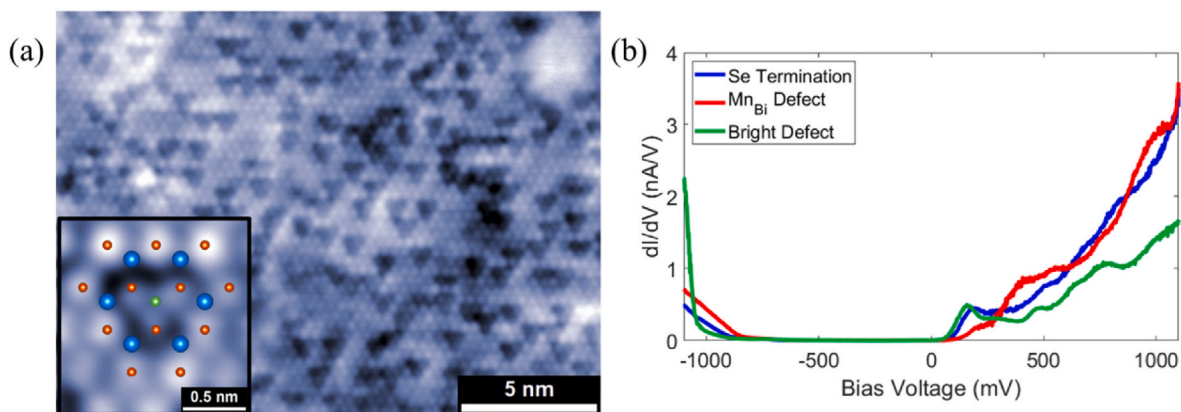 (a)
0.5 nm
5 nm
(b)
Se Termination
Mn_Bi Defect
Bright Defect
dI/dV (nA/V)
4
3
2
1
0
-1000
-500
0
500
1000
Bias Voltage (mV)